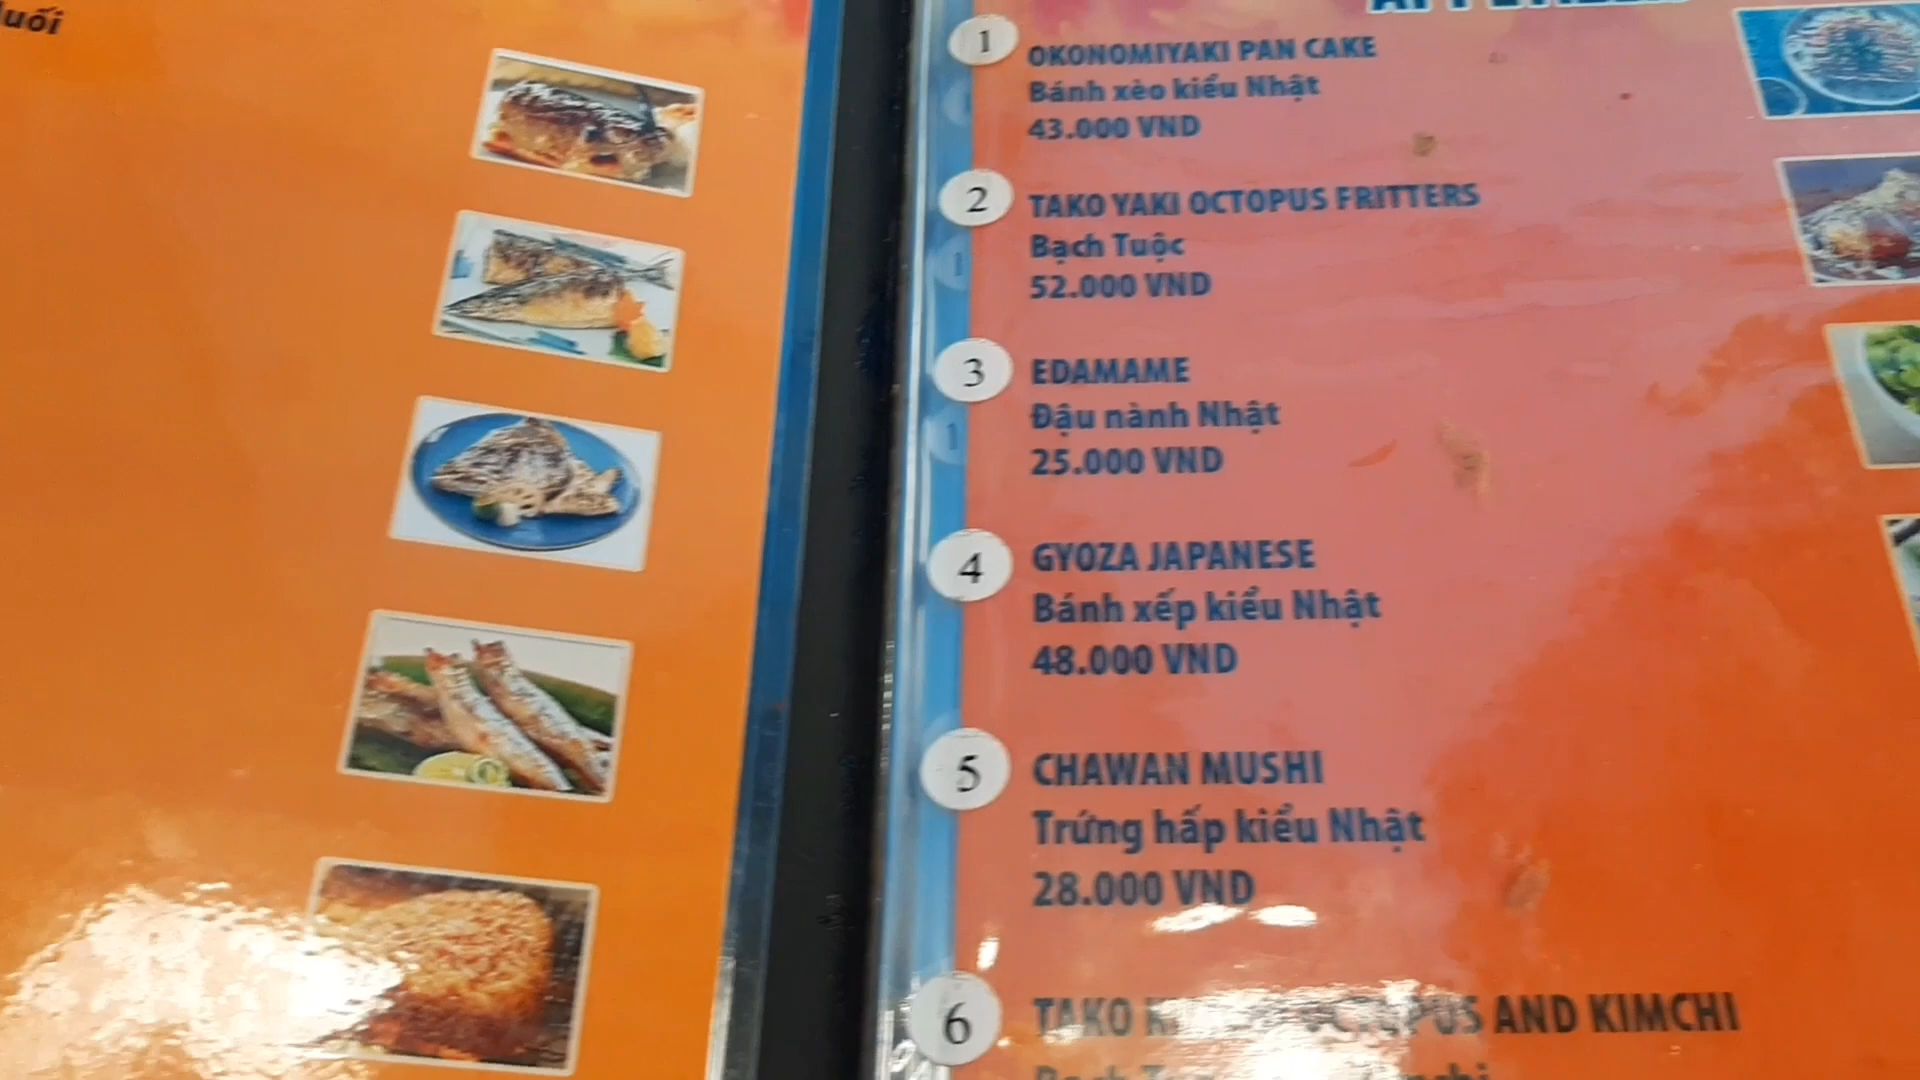 APPETIZER
1
OKONOMIYAKI PAN CAKE
Bánh xèo kiểu Nhật
43.000 VND
2
TAKO YAKI OCTOPUS FRITTERS
Bạch Tuộc
52.000 VND
3
EDAMAME
Đậu nành Nhật
25.000 VND
4
GYOZA JAPANESE
Bánh xếp kiểu Nhật
48.000 VND
5
CHAWAN MUSHI
Trứng hấp kiểu Nhật
28.000 VND
6
TAKO OCTOPUS AND KIMCHI